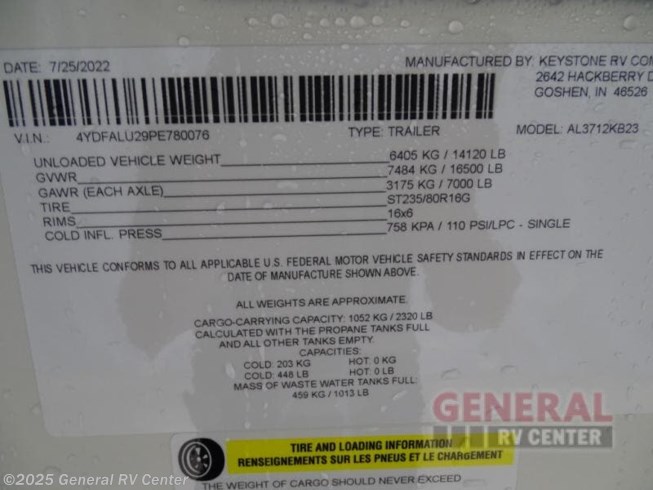 DATE: 7/25/2022
MANUFACTURED BY: KEYSTONE RV COM
2642 HACKBERRY D
GOSHEN, IN 46526
V.I.N.: 4YDFALU29PE780076 TYPE: TRAILER MODEL: AL3712KB23
UNLOADED VEHICLE WEIGHT 6405 KG / 14120 LB
GVWR 7484 KG / 16500 LB
GAWR (EACH AXLE) 3175 KG / 7000 LB
TIRE ST235/80R16G
RIMS 16x6
COLD INFL. PRESS 758 KPA / 110 PSI/LPC - SINGLE
THIS VEHICLE CONFORMS TO ALL APPLICABLE U.S. FEDERAL MOTOR VEHICLE SAFETY STANDARDS IN EFFECT ON THE
DATE OF MANUFACTURE SHOWN ABOVE.
ALL WEIGHTS ARE APPROXIMATE.
CARGO-CARRYING CAPACITY: 1052 KG / 2320 LB
CALCULATED WITH THE PROPANE TANKS FULL
AND ALL OTHER TANKS EMPTY.
CAPACITIES:
COLD: 203 KG HOT: 0 KG
COLD: 448 LB HOT: 0 LB
MASS OF WASTE WATER TANKS FULL:
459 KG / 1013 LB
GENERAL
RV CENTER
TIRE AND LOADING INFORMATION
RENSEIGNEMENTS SUR LES PNEUS ET LE CHARGEMENT
THE WEIGHT OF CARGO SHOULD NEVER EXCEED
©2025 General RV Center